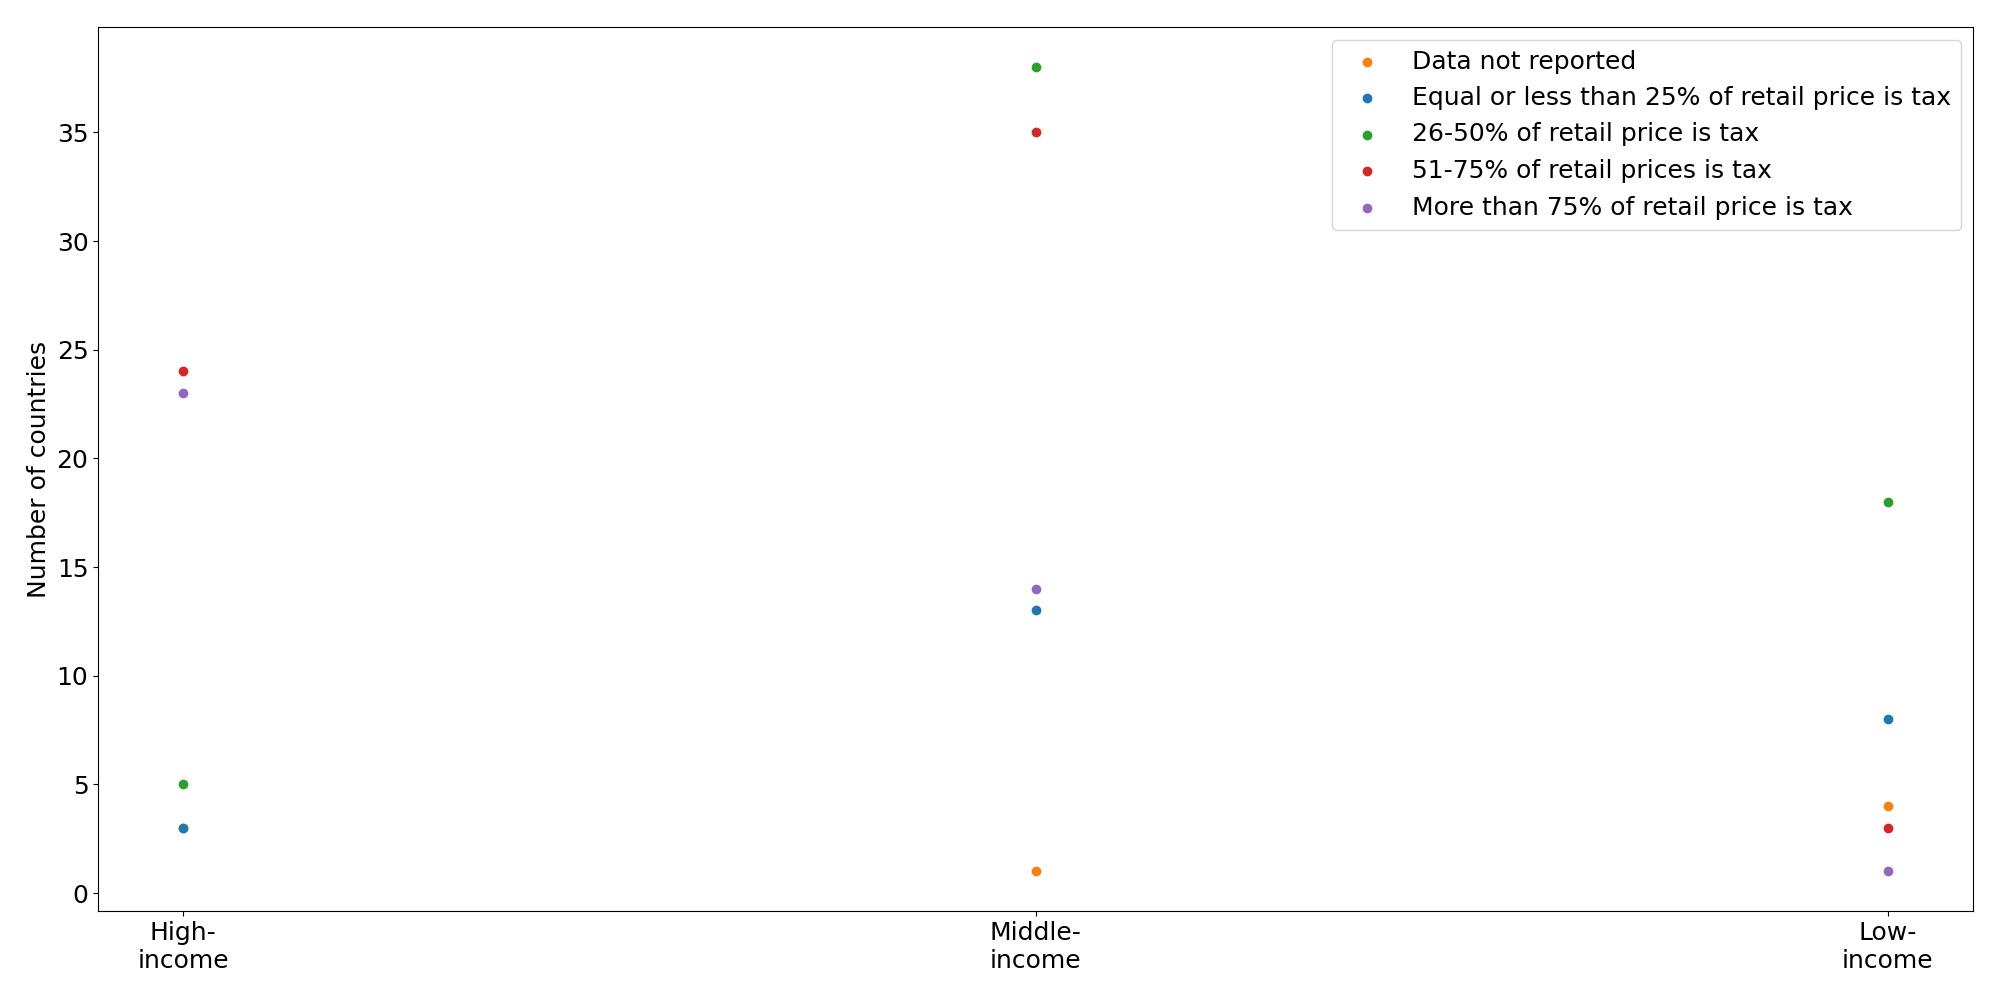 Data not reported
Equal or less than 25% of retail price is tax
26-50% of retail price is tax
51-75% of retail prices is tax
More than 75% of retail price is tax
Number of countries
35
30
25
20
15
10
5
0
High-
income
Middle-
income
Low-
income